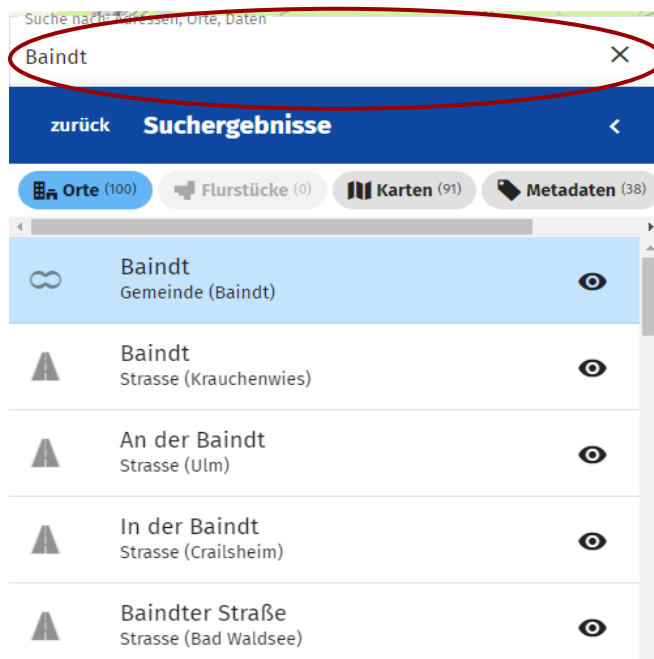 Suche nach: Adressen, Orte, Daten
Baindt
zurück Suchergebnisse
Orte (100) Flurstücke (0) Karten (91) Metadaten (38)
Baindt
Gemeinde (Baindt)
Baindt
Strasse (Krauchenwies)
An der Baindt
Strasse (Ulm)
In der Baindt
Strasse (Crailsheim)
Baindter Straße
Strasse (Bad Waldsee)